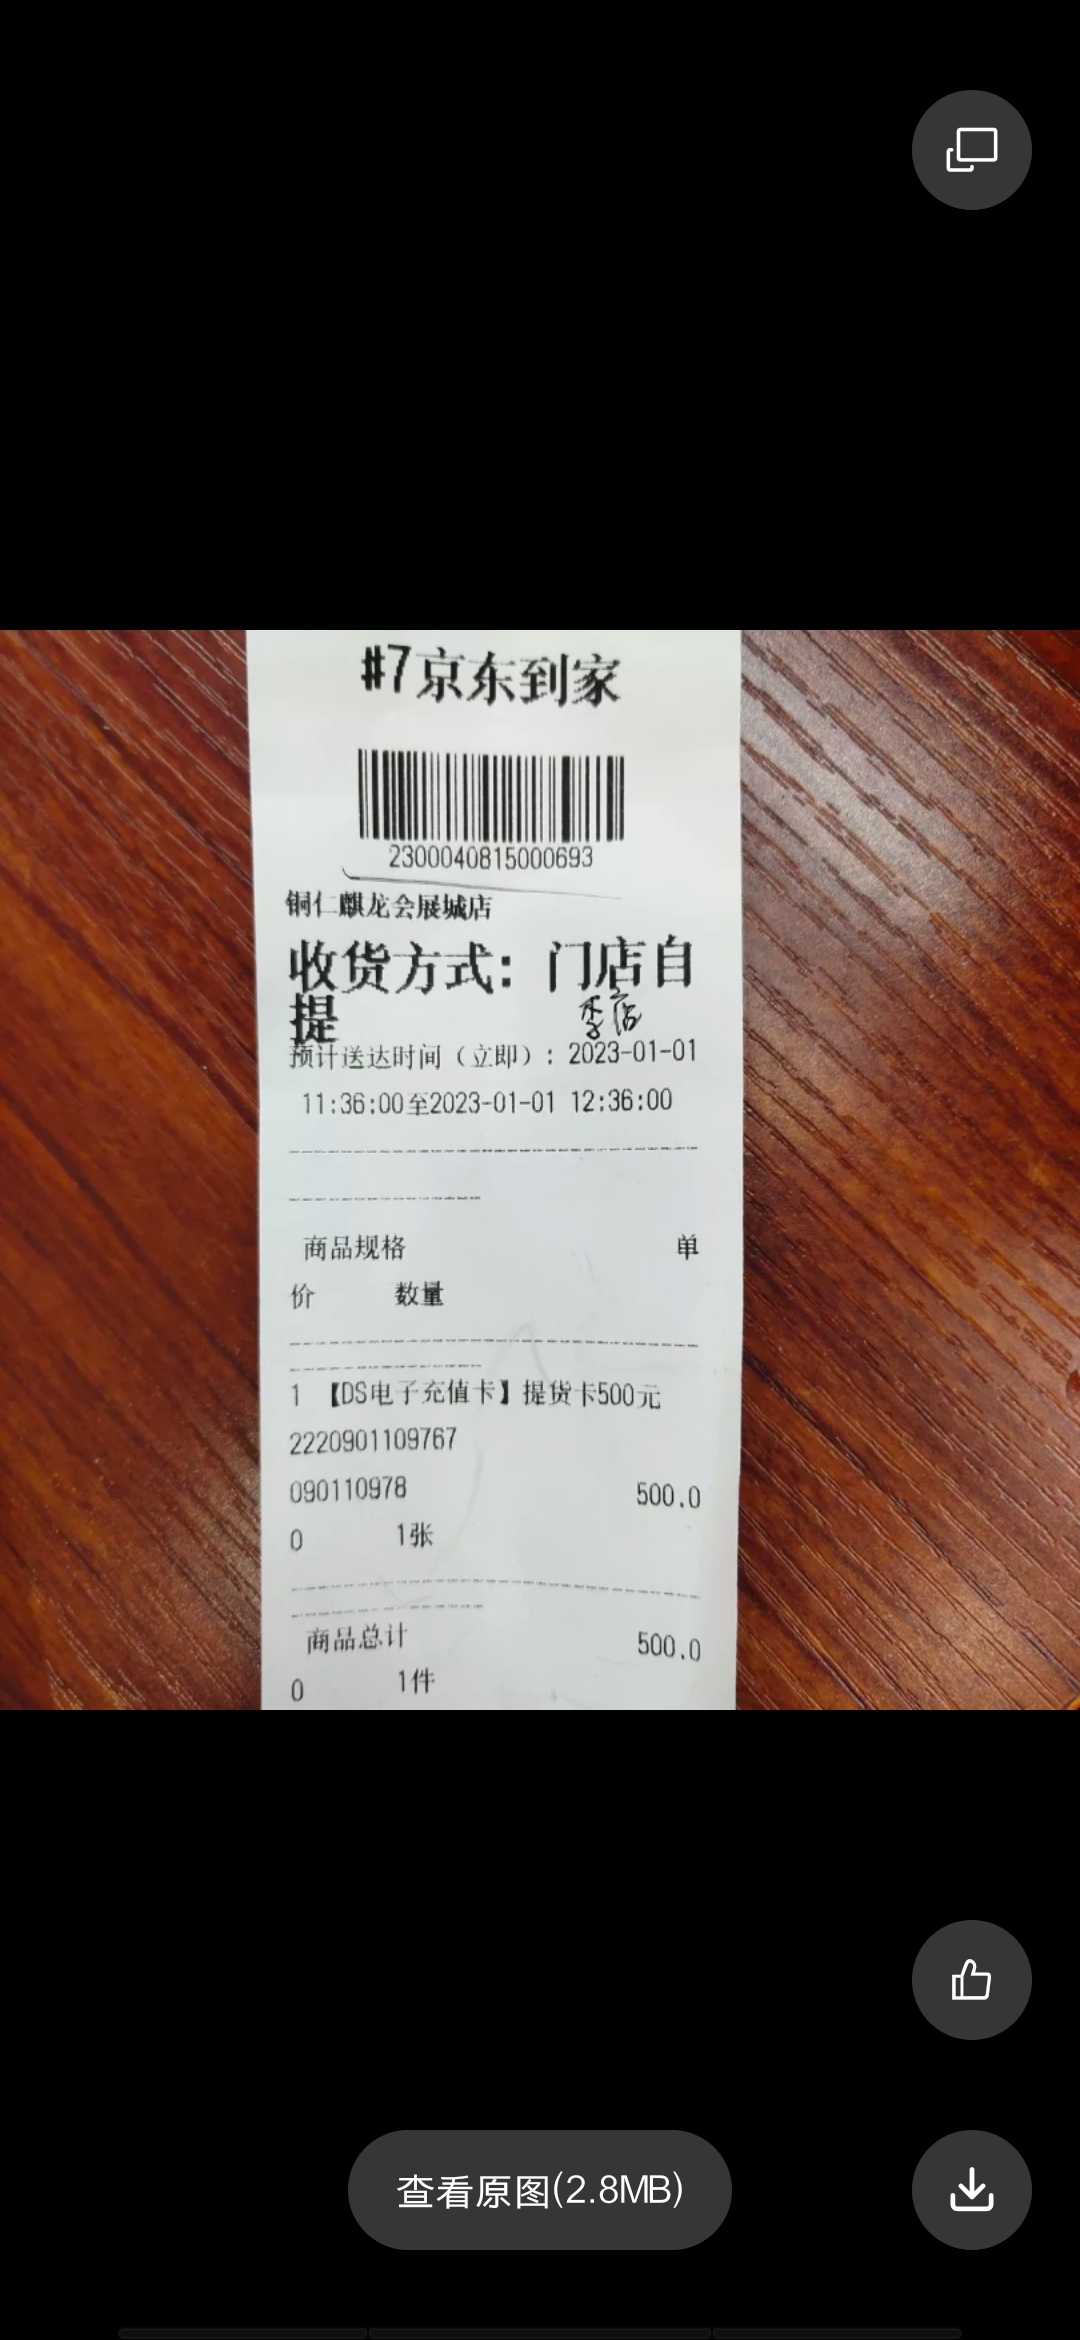 #7京东到家
2300040815000693
铜仁麒龙会展城店
收货方式：门店自
提
预计送达时间（立即）：2023-01-01
11:36:00至2023-01-01 12:36:00
商品规格 单
价 数量
1 【DS电子充值卡】提货卡500元
2220901109767
090110978 500.0
0 1张
商品总计 500.0
0 1件
查看原图(2.8MB)